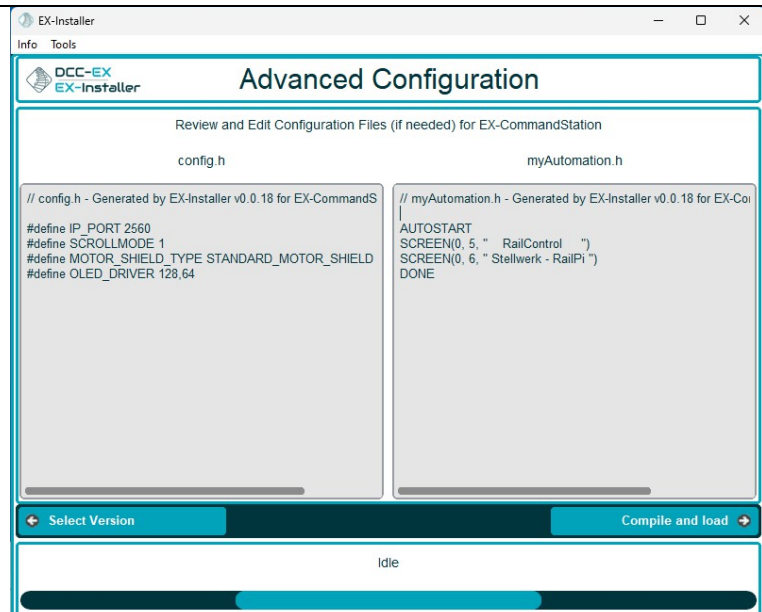 EX-Installer
Info Tools
DCC-EX
EX-Installer
Advanced Configuration
Review and Edit Configuration Files (if needed) for EX-CommandStation
config.h
// config.h - Generated by EX-Installer v0.0.18 for EX-CommandS
#define IP_PORT 2560
#define SCROLLMODE 1
#define MOTOR_SHIELD_TYPE STANDARD_MOTOR_SHIELD
#define OLED_DRIVER 128,64
myAutomation.h
// myAutomation.h - Generated by EX-Installer v0.0.18 for EX-Co
AUTOSTART
SCREEN(0, 5, "    RailControl    ")
SCREEN(0, 6, " Stellwerk - RailPi ")
DONE
Select Version
Compile and load
Idle